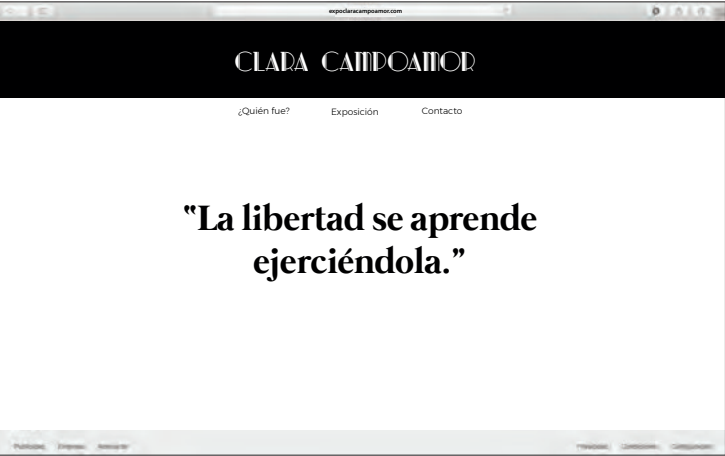 expoclaracampoamor.com
CLARA CAMPOAMOR
¿Quién fue? Exposición Contacto
“La libertad se aprende
ejerciéndola.”